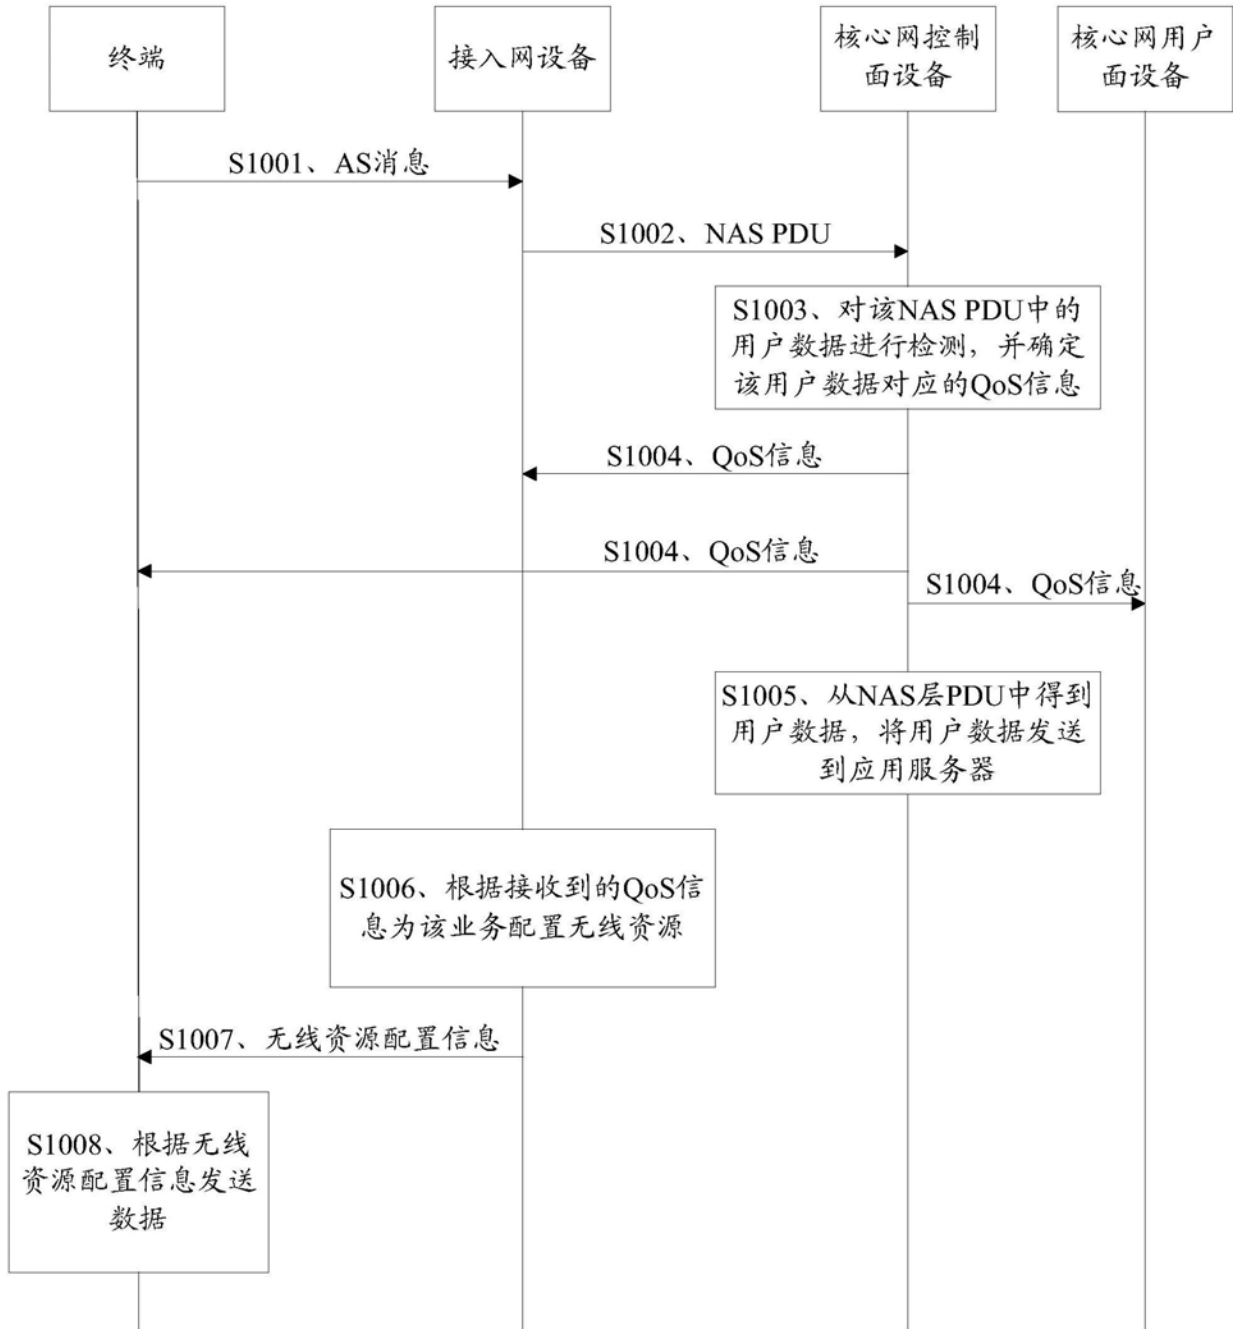 终端
接入网设备
核心网控制
面设备
核心网用户
面设备
S1001、AS消息
S1002、NAS PDU
S1003、对该NAS PDU中的
用户数据进行检测，并确定
该用户数据对应的QoS信息
S1004、QoS信息
S1004、QoS信息
S1004、QoS信息
S1005、从NAS层PDU中得到
用户数据，将用户数据发送
到应用服务器
S1006、根据接收到的QoS信
息为该业务配置无线资源
S1007、无线资源配置信息
S1008、根据无线
资源配置信息发送
数据